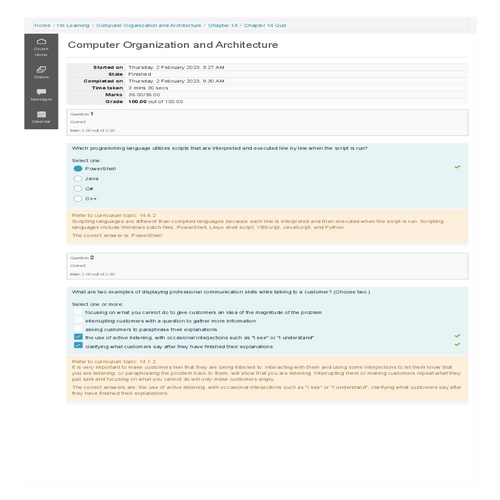 Home / I'm Learning / Computer Organization and Architecture / Chapter 14 / Chapter 14 Quiz
Course
Home
Grades
Messages
Calendar
Computer Organization and Architecture
Started on Thursday, 2 February 2023, 9:27 AM
State Finished
Completed on Thursday, 2 February 2023, 9:30 AM
Time taken 3 mins 30 secs
Marks 36.00/36.00
Grade 100.00 out of 100.00
Question 1
Correct
Mark 2.00 out of 2.00
Which programming language utilizes scripts that are interpreted and executed line by line when the script is run?
Select one:
PowerShell
Java
C#
C++
Refer to curriculum topic: 14.4.2
Scripting languages are different than compiled languages because each line is interpreted and then executed when the script is run. Scripting
languages include Windows batch files, PowerShell, Linux shell script, VBScript, JavaScript, and Python.
The correct answer is: PowerShell
Question 2
Correct
Mark 2.00 out of 2.00
What are two examples of displaying professional communication skills while talking to a customer? (Choose two.)
Select one or more:
focusing on what you cannot do to give customers an idea of the magnitude of the problem
interrupting customers with a question to gather more information
asking customers to paraphrase their explanations
the use of active listening, with occasional interjections such as "I see" or "I understand"
clarifying what customers say after they have finished their explanations
Refer to curriculum topic: 14.1.2
It is very important to make customers feel that they are being listened to. Interacting with them and using some interjections to let them know that
you are listening, or paraphrasing the problem back to them, will show that you are listening. Interrupting them or making customers repeat what they
just said and focusing on what you cannot do will only make customers angry.
The correct answers are: the use of active listening, with occasional interjections such as "I see" or "I understand", clarifying what customers say after
they have finished their explanations